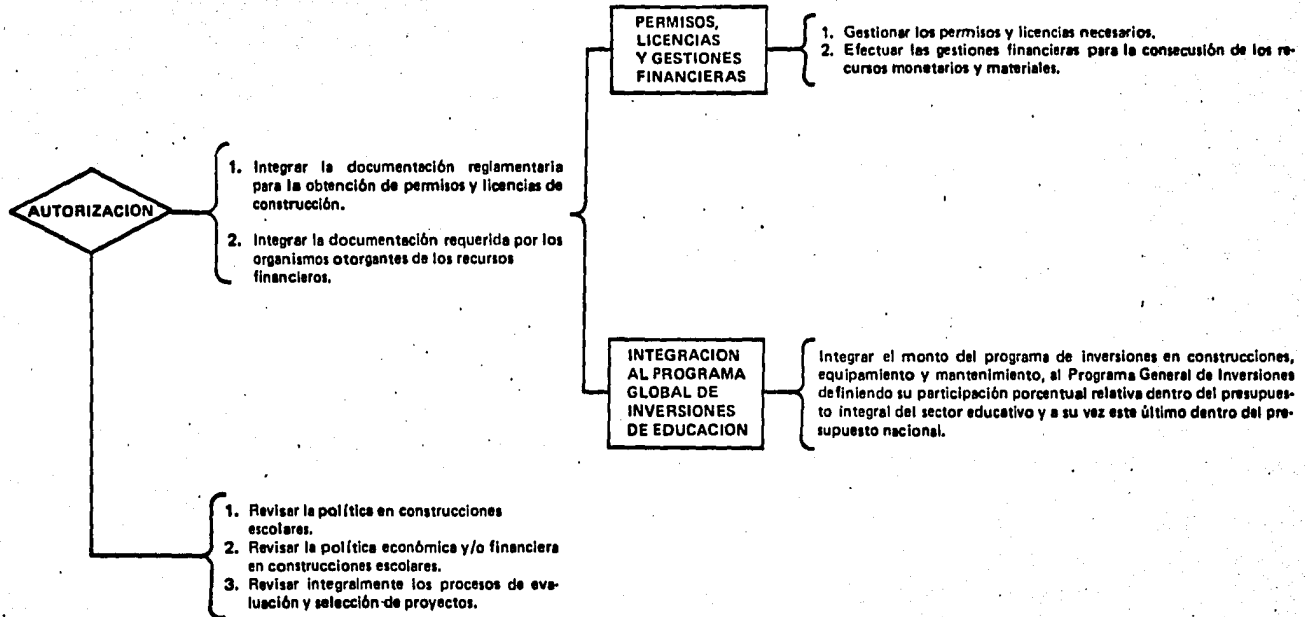 PERMISOS,
LICENCIAS
Y GESTIONES
FINANCIERAS
1. Gestionar los permisos y licencias necesarios.
2. Efectuar las gestiones financieras para la consecusión de los re-
cursos monetarios y materiales.
AUTORIZACION
1. Integrar la documentación reglamentaria
para la obtención de permisos y licencias de
construcción.
2. Integrar la documentación requerida por los
organismos otorgantes de los recursos
financieros.
INTEGRACION
AL PROGRAMA
GLOBAL DE
INVERSIONES
DE EDUCACION
Integrar el monto del programa de inversiones en construcciones,
equipamiento y mantenimiento, al Programa General de Inversiones
definiendo su participación porcentual relativa dentro del presupues-
to integral del sector educativo y a su vez este último dentro del pre-
supuesto nacional.
1. Revisar la política en construcciones
escolares.
2. Revisar la política económica y/o financiera
en construcciones escolares.
3. Revisar integralmente los procesos de eva-
luación y selección de proyectos.